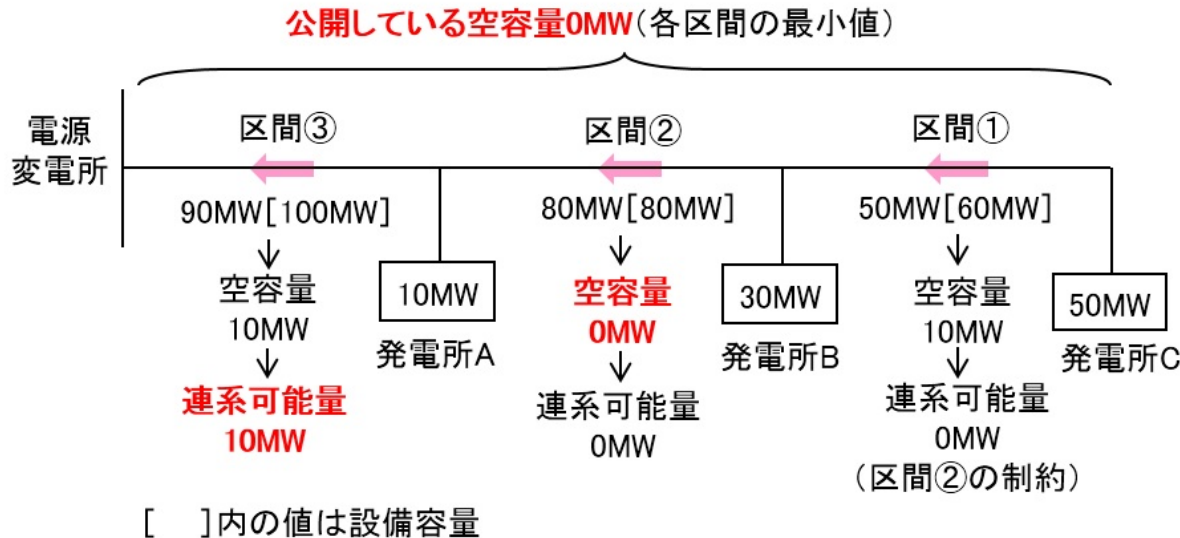 公開している空容量0MW(各区間の最小値)
電源
変電所
区間③
区間②
区間①
90MW[100MW]
80MW[80MW]
50MW[60MW]
空容量
10MW
連系可能量
10MW
10MW
発電所A
空容量
0MW
連系可能量
0MW
30MW
発電所B
空容量
10MW
連系可能量
0MW
(区間②の制約)
50MW
発電所C
[　]内の値は設備容量